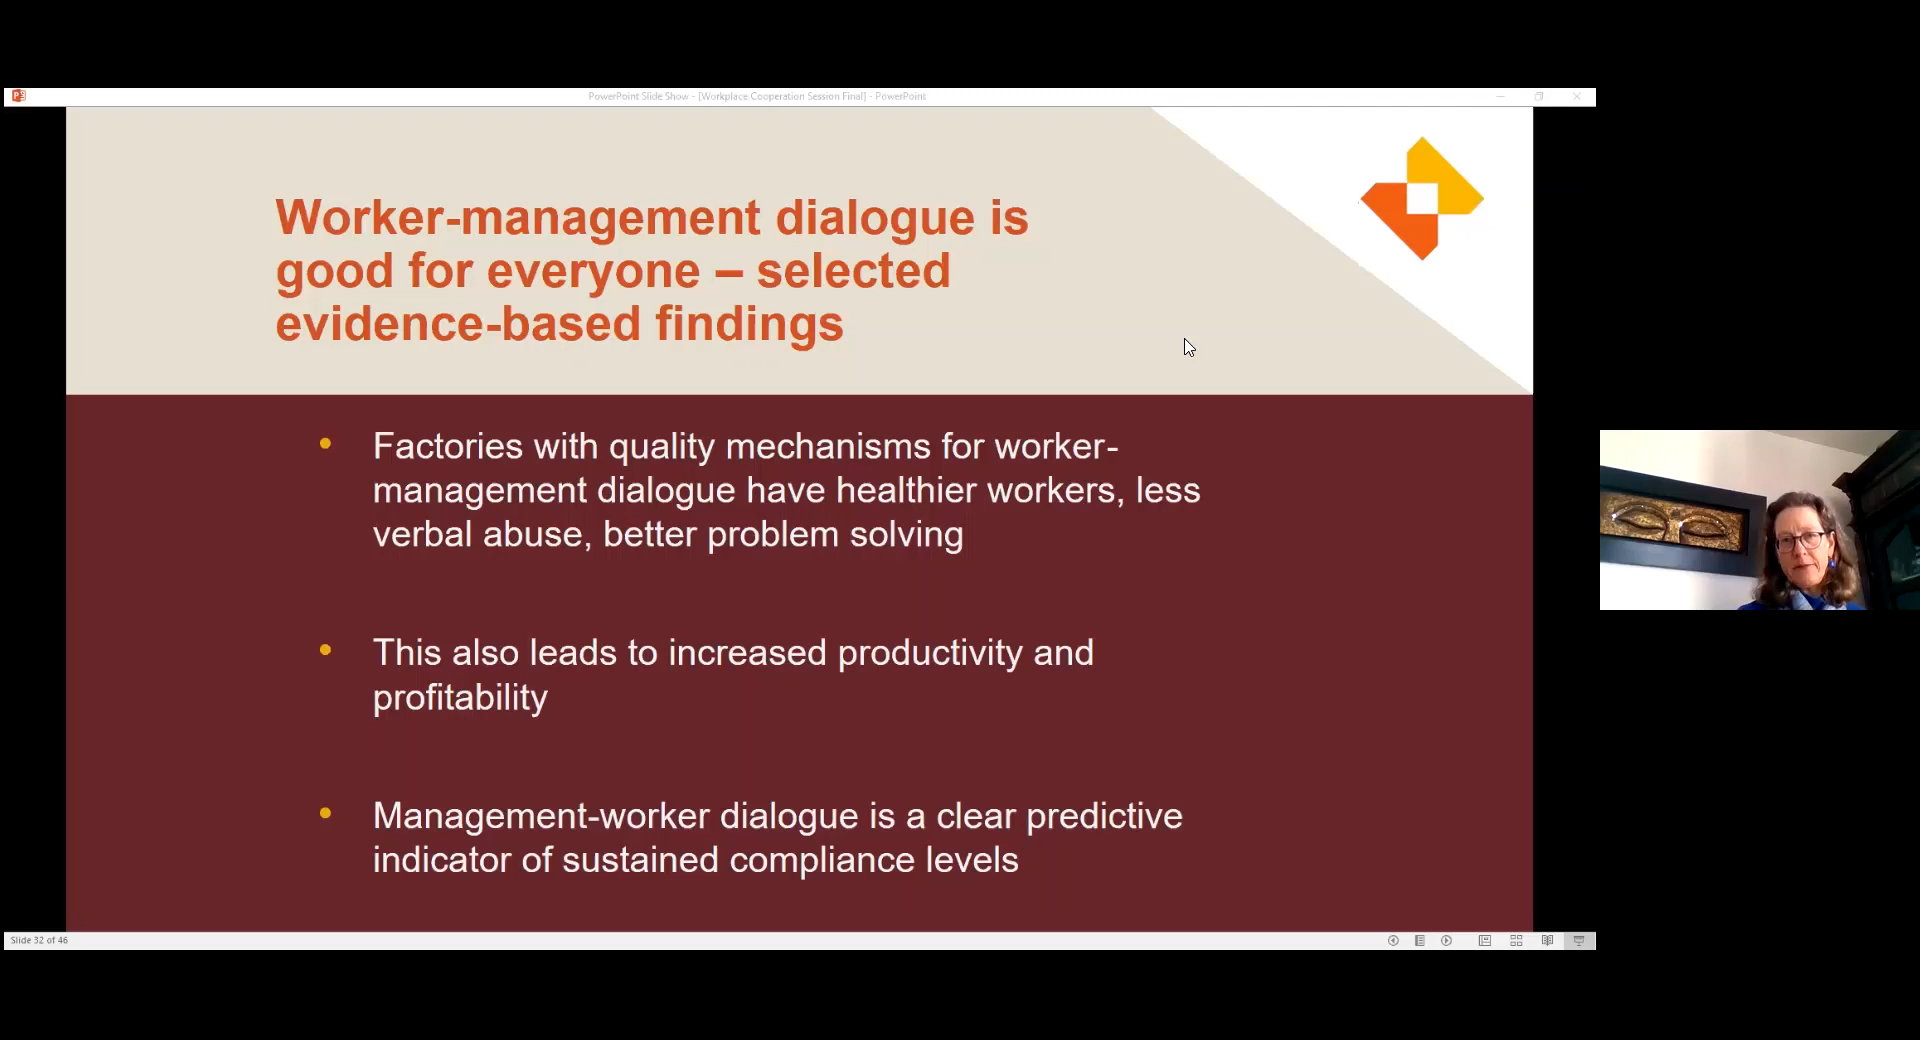 PowerPoint Slide Show - [Workplace Cooperation Session Final] - PowerPoint
Worker-management dialogue is
good for everyone – selected
evidence-based findings
• Factories with quality mechanisms for worker-
management dialogue have healthier workers, less
verbal abuse, better problem solving
• This also leads to increased productivity and
profitability
• Management-worker dialogue is a clear predictive
indicator of sustained compliance levels
Slide 32 of 46